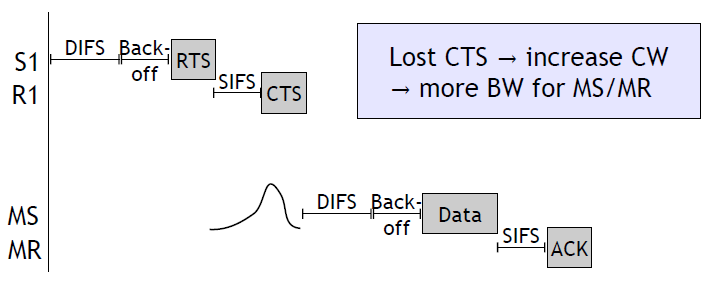 S1
R1
DIFS
Back-
off
RTS
SIFS
CTS
Lost CTS → increase CW
→ more BW for MS/MR
MS
MR
DIFS
Back-
off
Data
SIFS
ACK